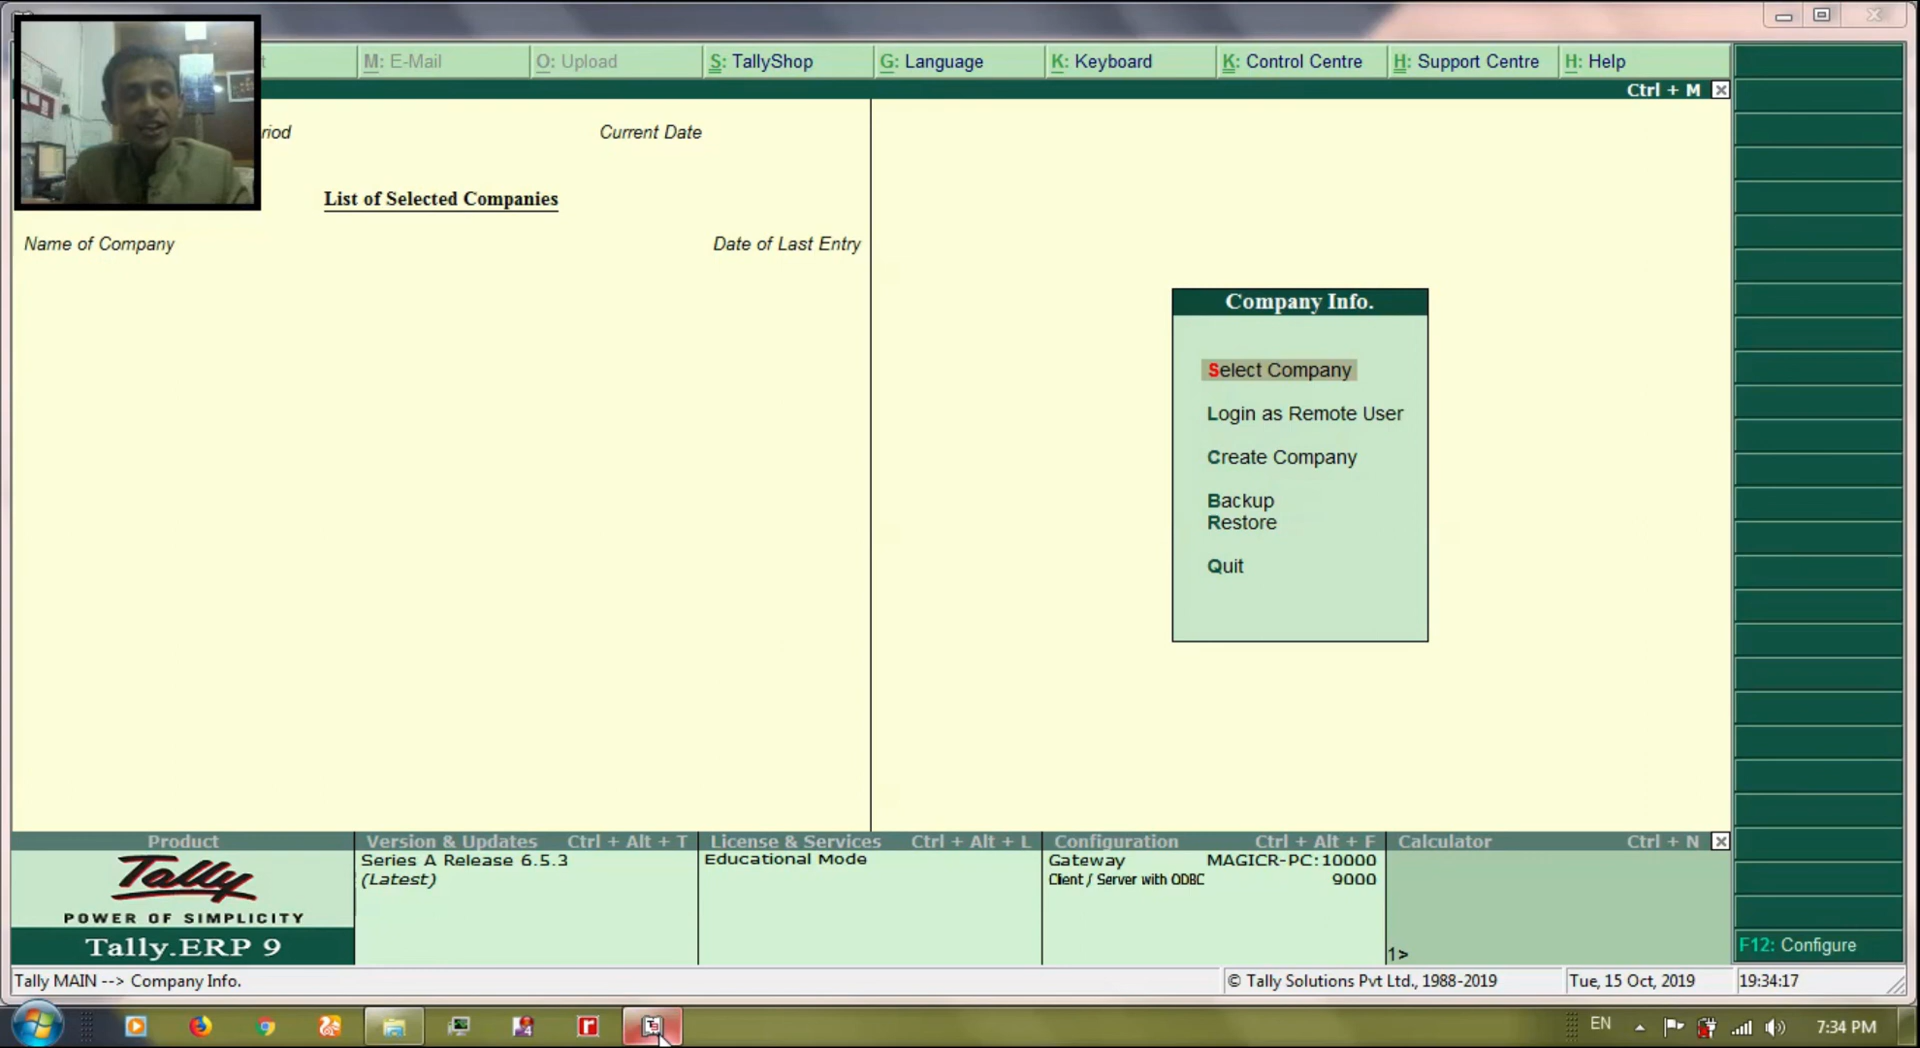 t
M: E-Mail
O: Upload
S: TallyShop
G: Language
K: Keyboard
K: Control Centre
H: Support Centre
H: Help
Ctrl + M
riod
Current Date
List of Selected Companies
Name of Company
Date of Last Entry
Company Info.
Select Company
Login as Remote User
Create Company
Backup
Restore
Quit
Product
Tally
POWER OF SIMPLICITY
Tally.ERP 9
Version & Updates Ctrl + Alt + T
Series A Release 6.5.3
(Latest)
License & Services Ctrl + Alt + L
Educational Mode
Configuration Ctrl + Alt + F
Gateway MAGICR-PC:10000
Client / Server with ODBC 9000
Calculator Ctrl + N
1>
F12: Configure
Tally MAIN --> Company Info.
© Tally Solutions Pvt Ltd., 1988-2019
Tue, 15 Oct, 2019
19:34:17
EN
7:34 PM